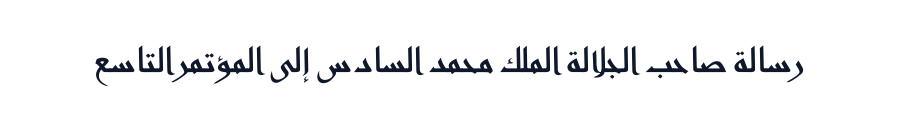 رسالة صاحب الجلالة الملك محمد السادس إلى المؤتمر التاسع